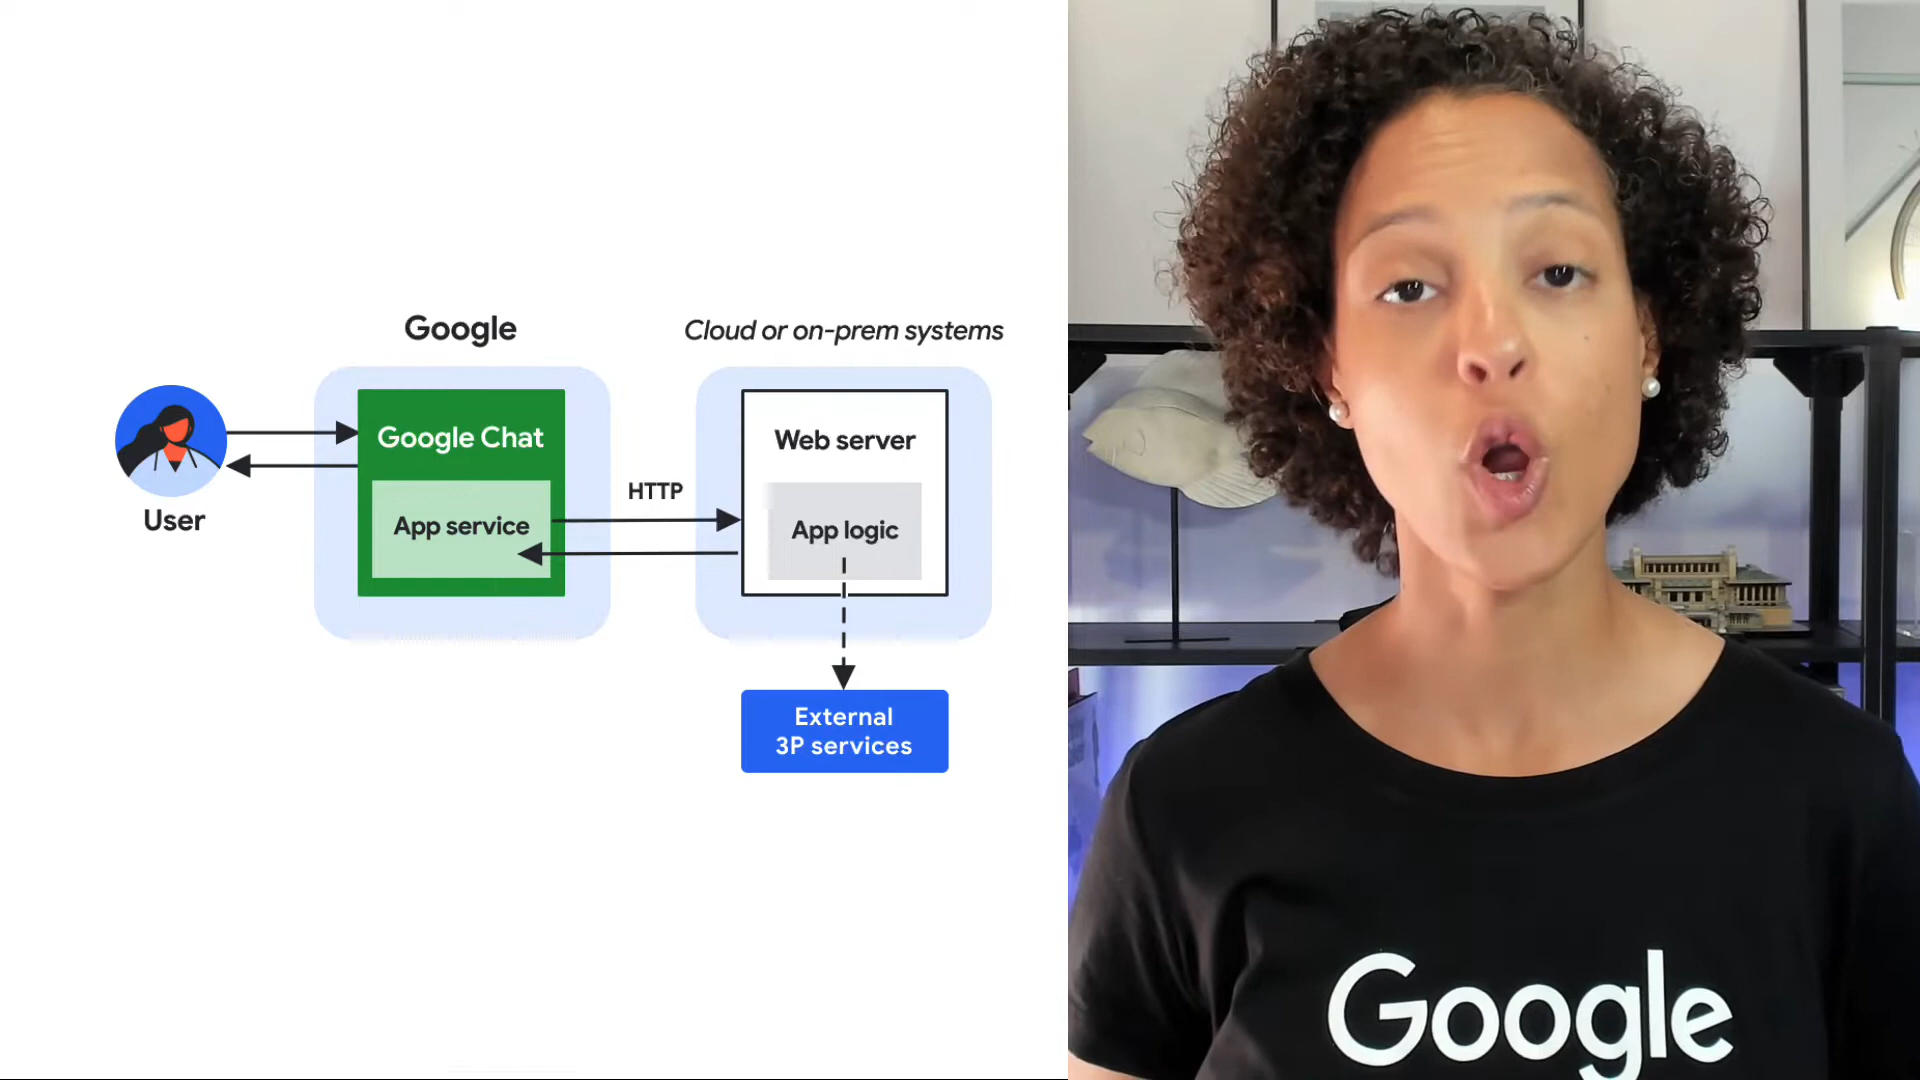 Google
Cloud or on-prem systems
Google Chat
Web server
HTTP
App service
App logic
User
External
3P services
Google